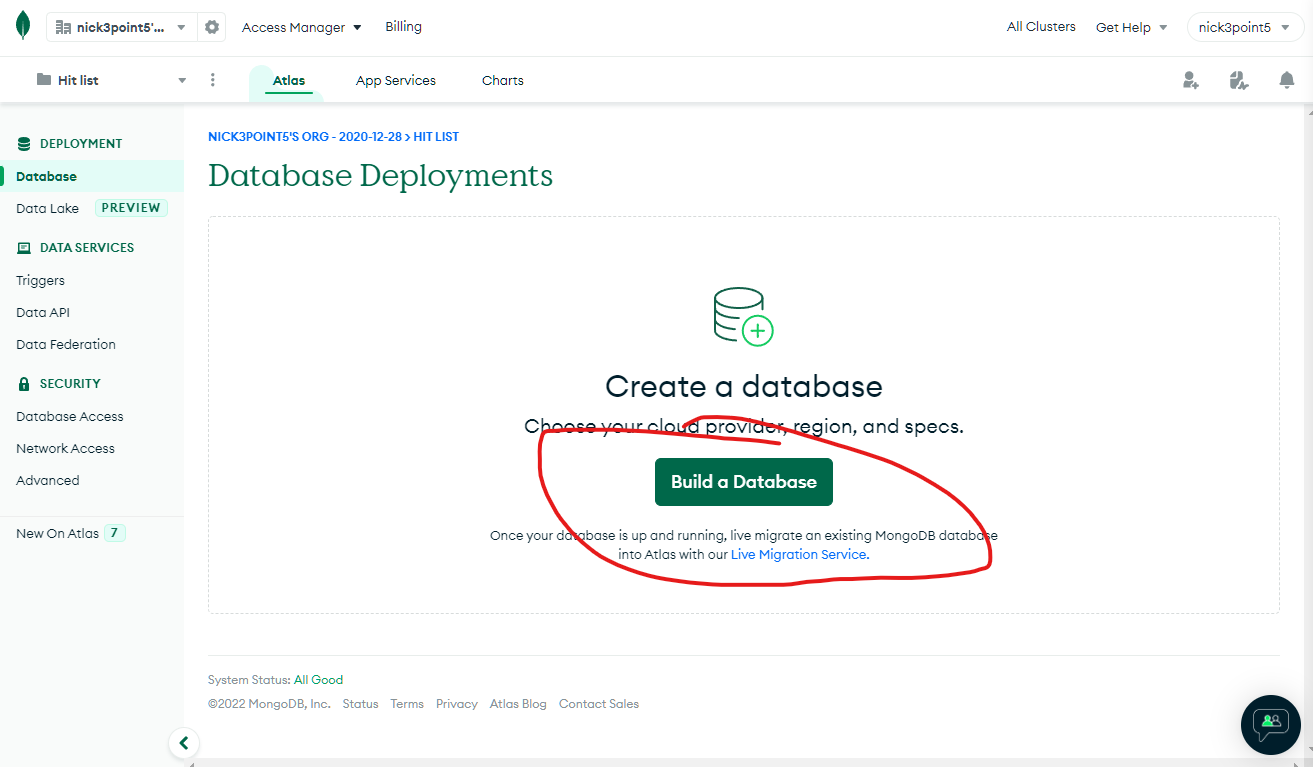 nick3point5'...
Access Manager
Billing
All Clusters
Get Help
nick3point5
Hit list
Atlas
App Services
Charts
DEPLOYMENT
Database
Data Lake PREVIEW
DATA SERVICES
Triggers
Data API
Data Federation
SECURITY
Database Access
Network Access
Advanced
New On Atlas 7
NICK3POINT5'S ORG - 2020-12-28 > HIT LIST
Database Deployments
Create a database
Choose your cloud provider, region, and specs.
Build a Database
Once your database is up and running, live migrate an existing MongoDB database
into Atlas with our Live Migration Service.
System Status: All Good
©2022 MongoDB, Inc. Status Terms Privacy Atlas Blog Contact Sales